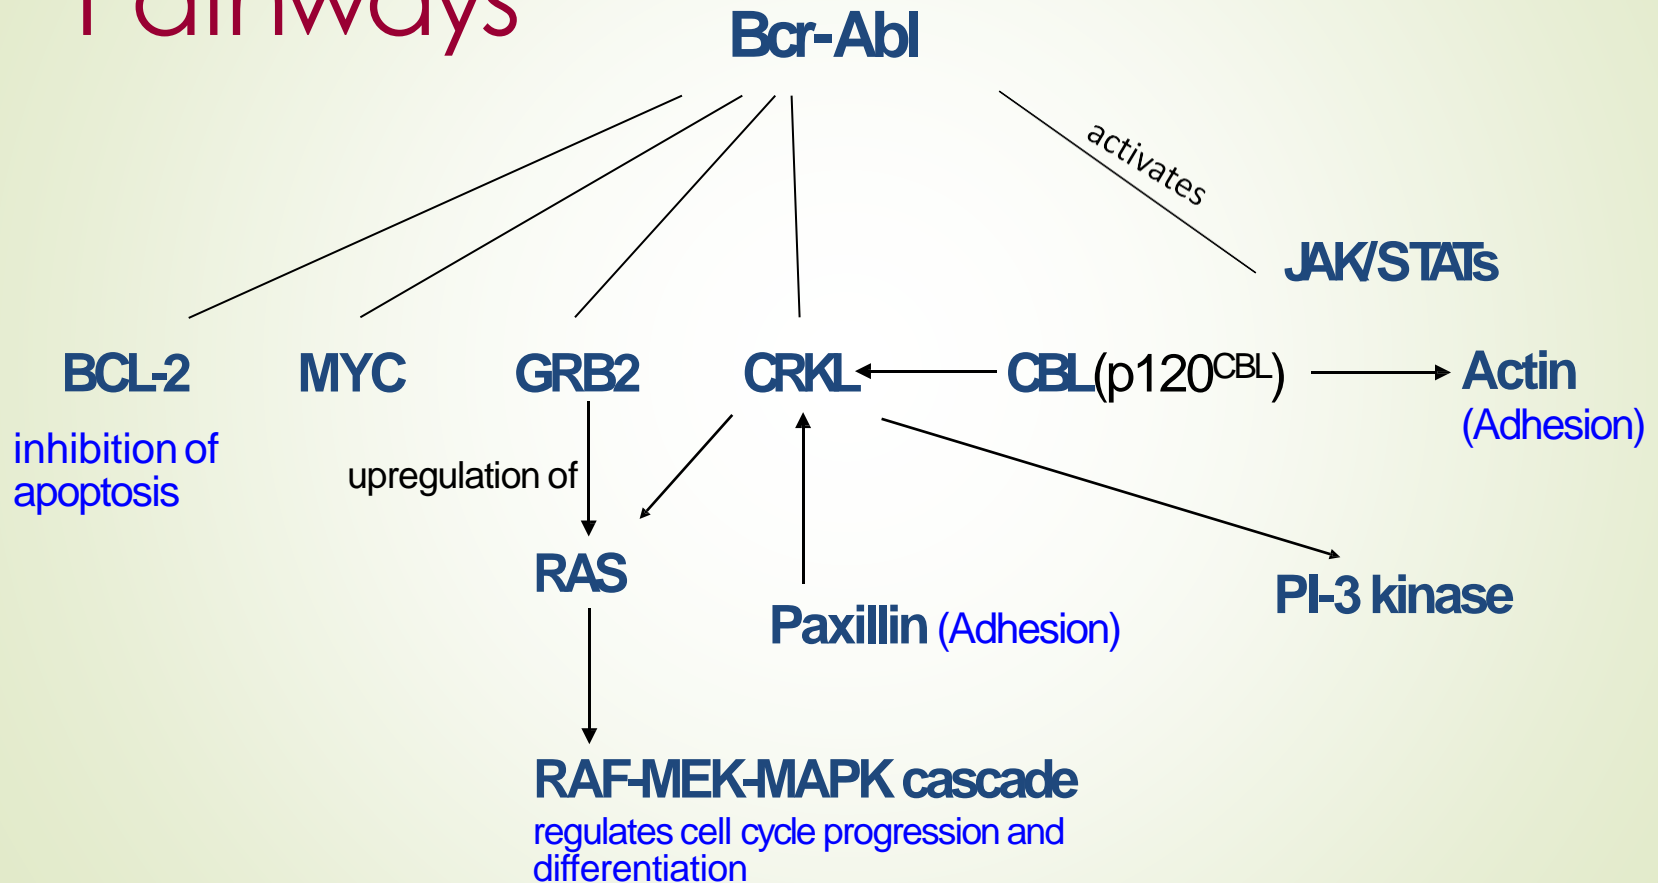 Pathways
Bcr-Abl
activates
JAK/STATs
BCL-2
MYC
GRB2
CRKL
CBL(p120CBL)
Actin
(Adhesion)
inhibition of
apoptosis
upregulation of
RAS
Paxillin (Adhesion)
PI-3 kinase
RAF-MEK-MAPK cascade
regulates cell cycle progression and
differentiation